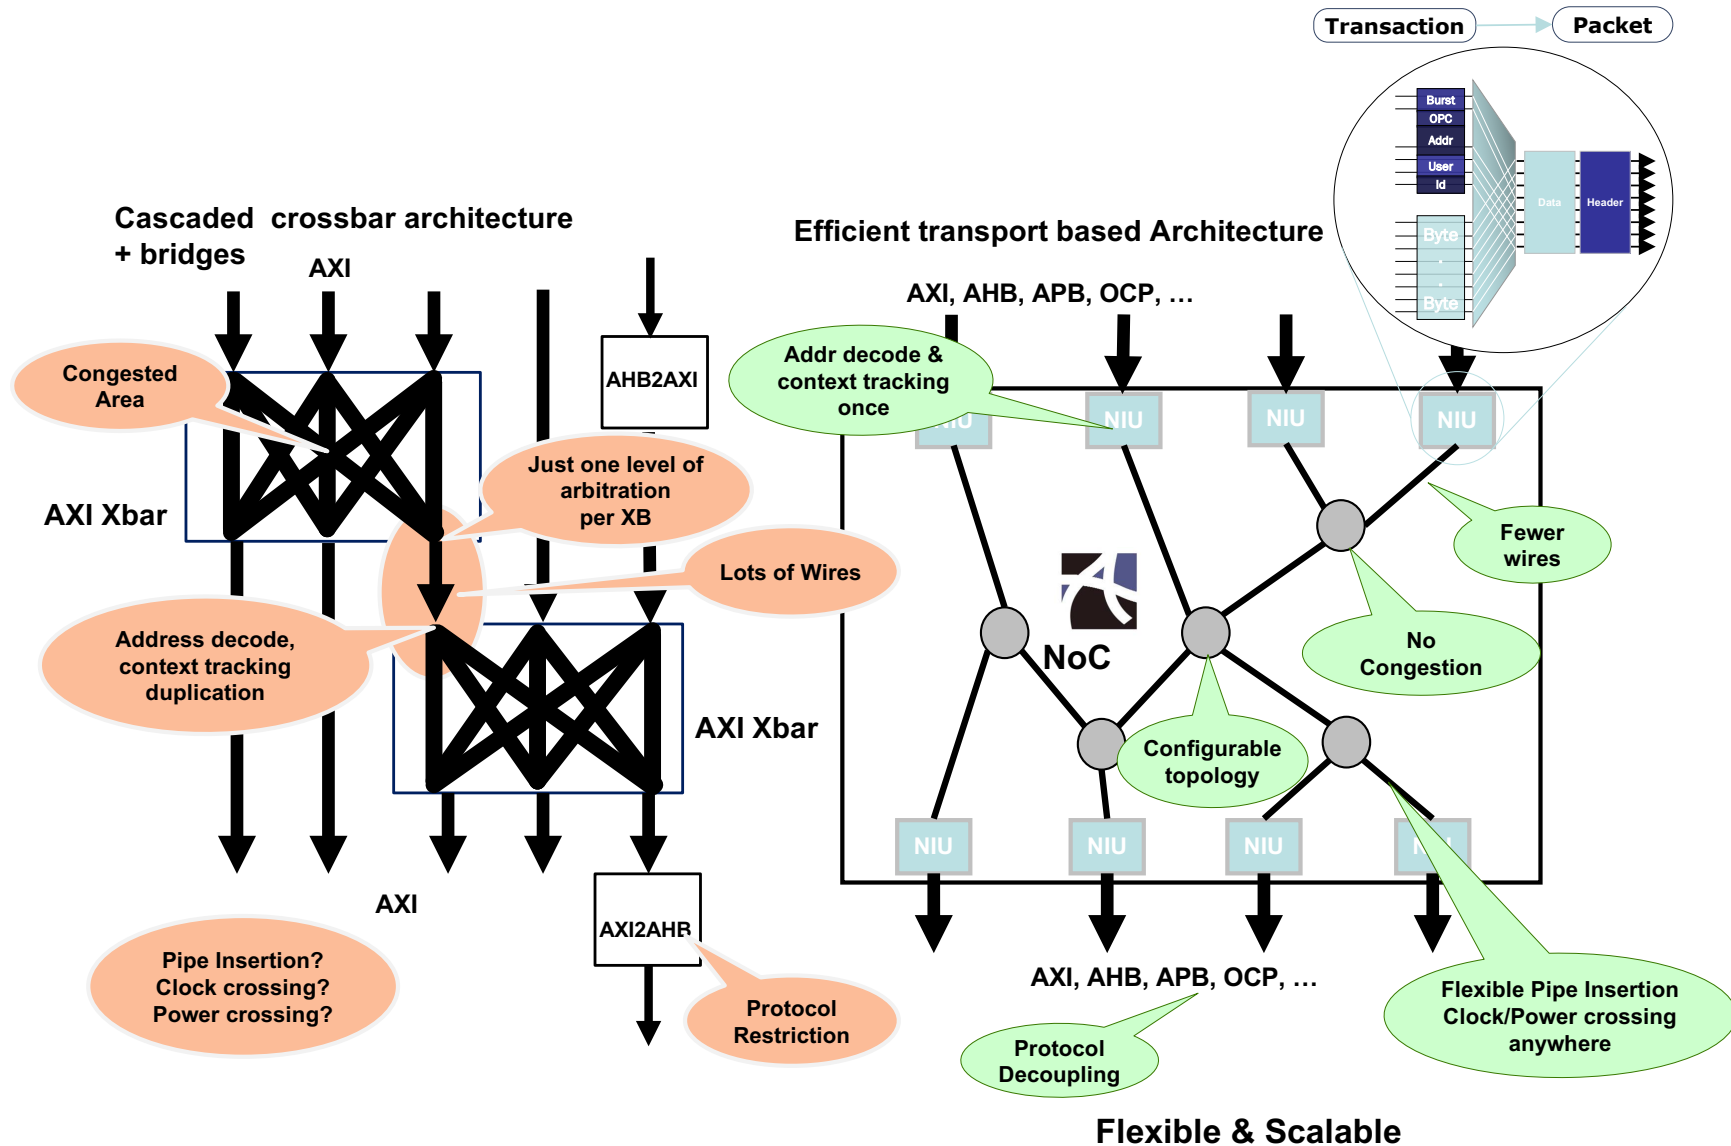 Transaction
Packet
Burst
OPC
Addr
User
Id
Byte
.
.
Byte
Data
Header
Cascaded crossbar architecture
+ bridges
AXI
AHB2AXI
Congested
Area
Just one level of
arbitration
per XB
AXI Xbar
Lots of Wires
Address decode,
context tracking
duplication
AXI Xbar
AXI
AXI2AHB
Pipe Insertion?
Clock crossing?
Power crossing?
Protocol
Restriction
Efficient transport based Architecture
AXI, AHB, APB, OCP, …
Addr decode &
context tracking
once
NIU
NIU
NIU
NIU
Fewer
wires
No
Congestion
NoC
Configurable
topology
NIU
NIU
NIU
NIU
AXI, AHB, APB, OCP, …
Protocol
Decoupling
Flexible Pipe Insertion
Clock/Power crossing
anywhere
Flexible & Scalable